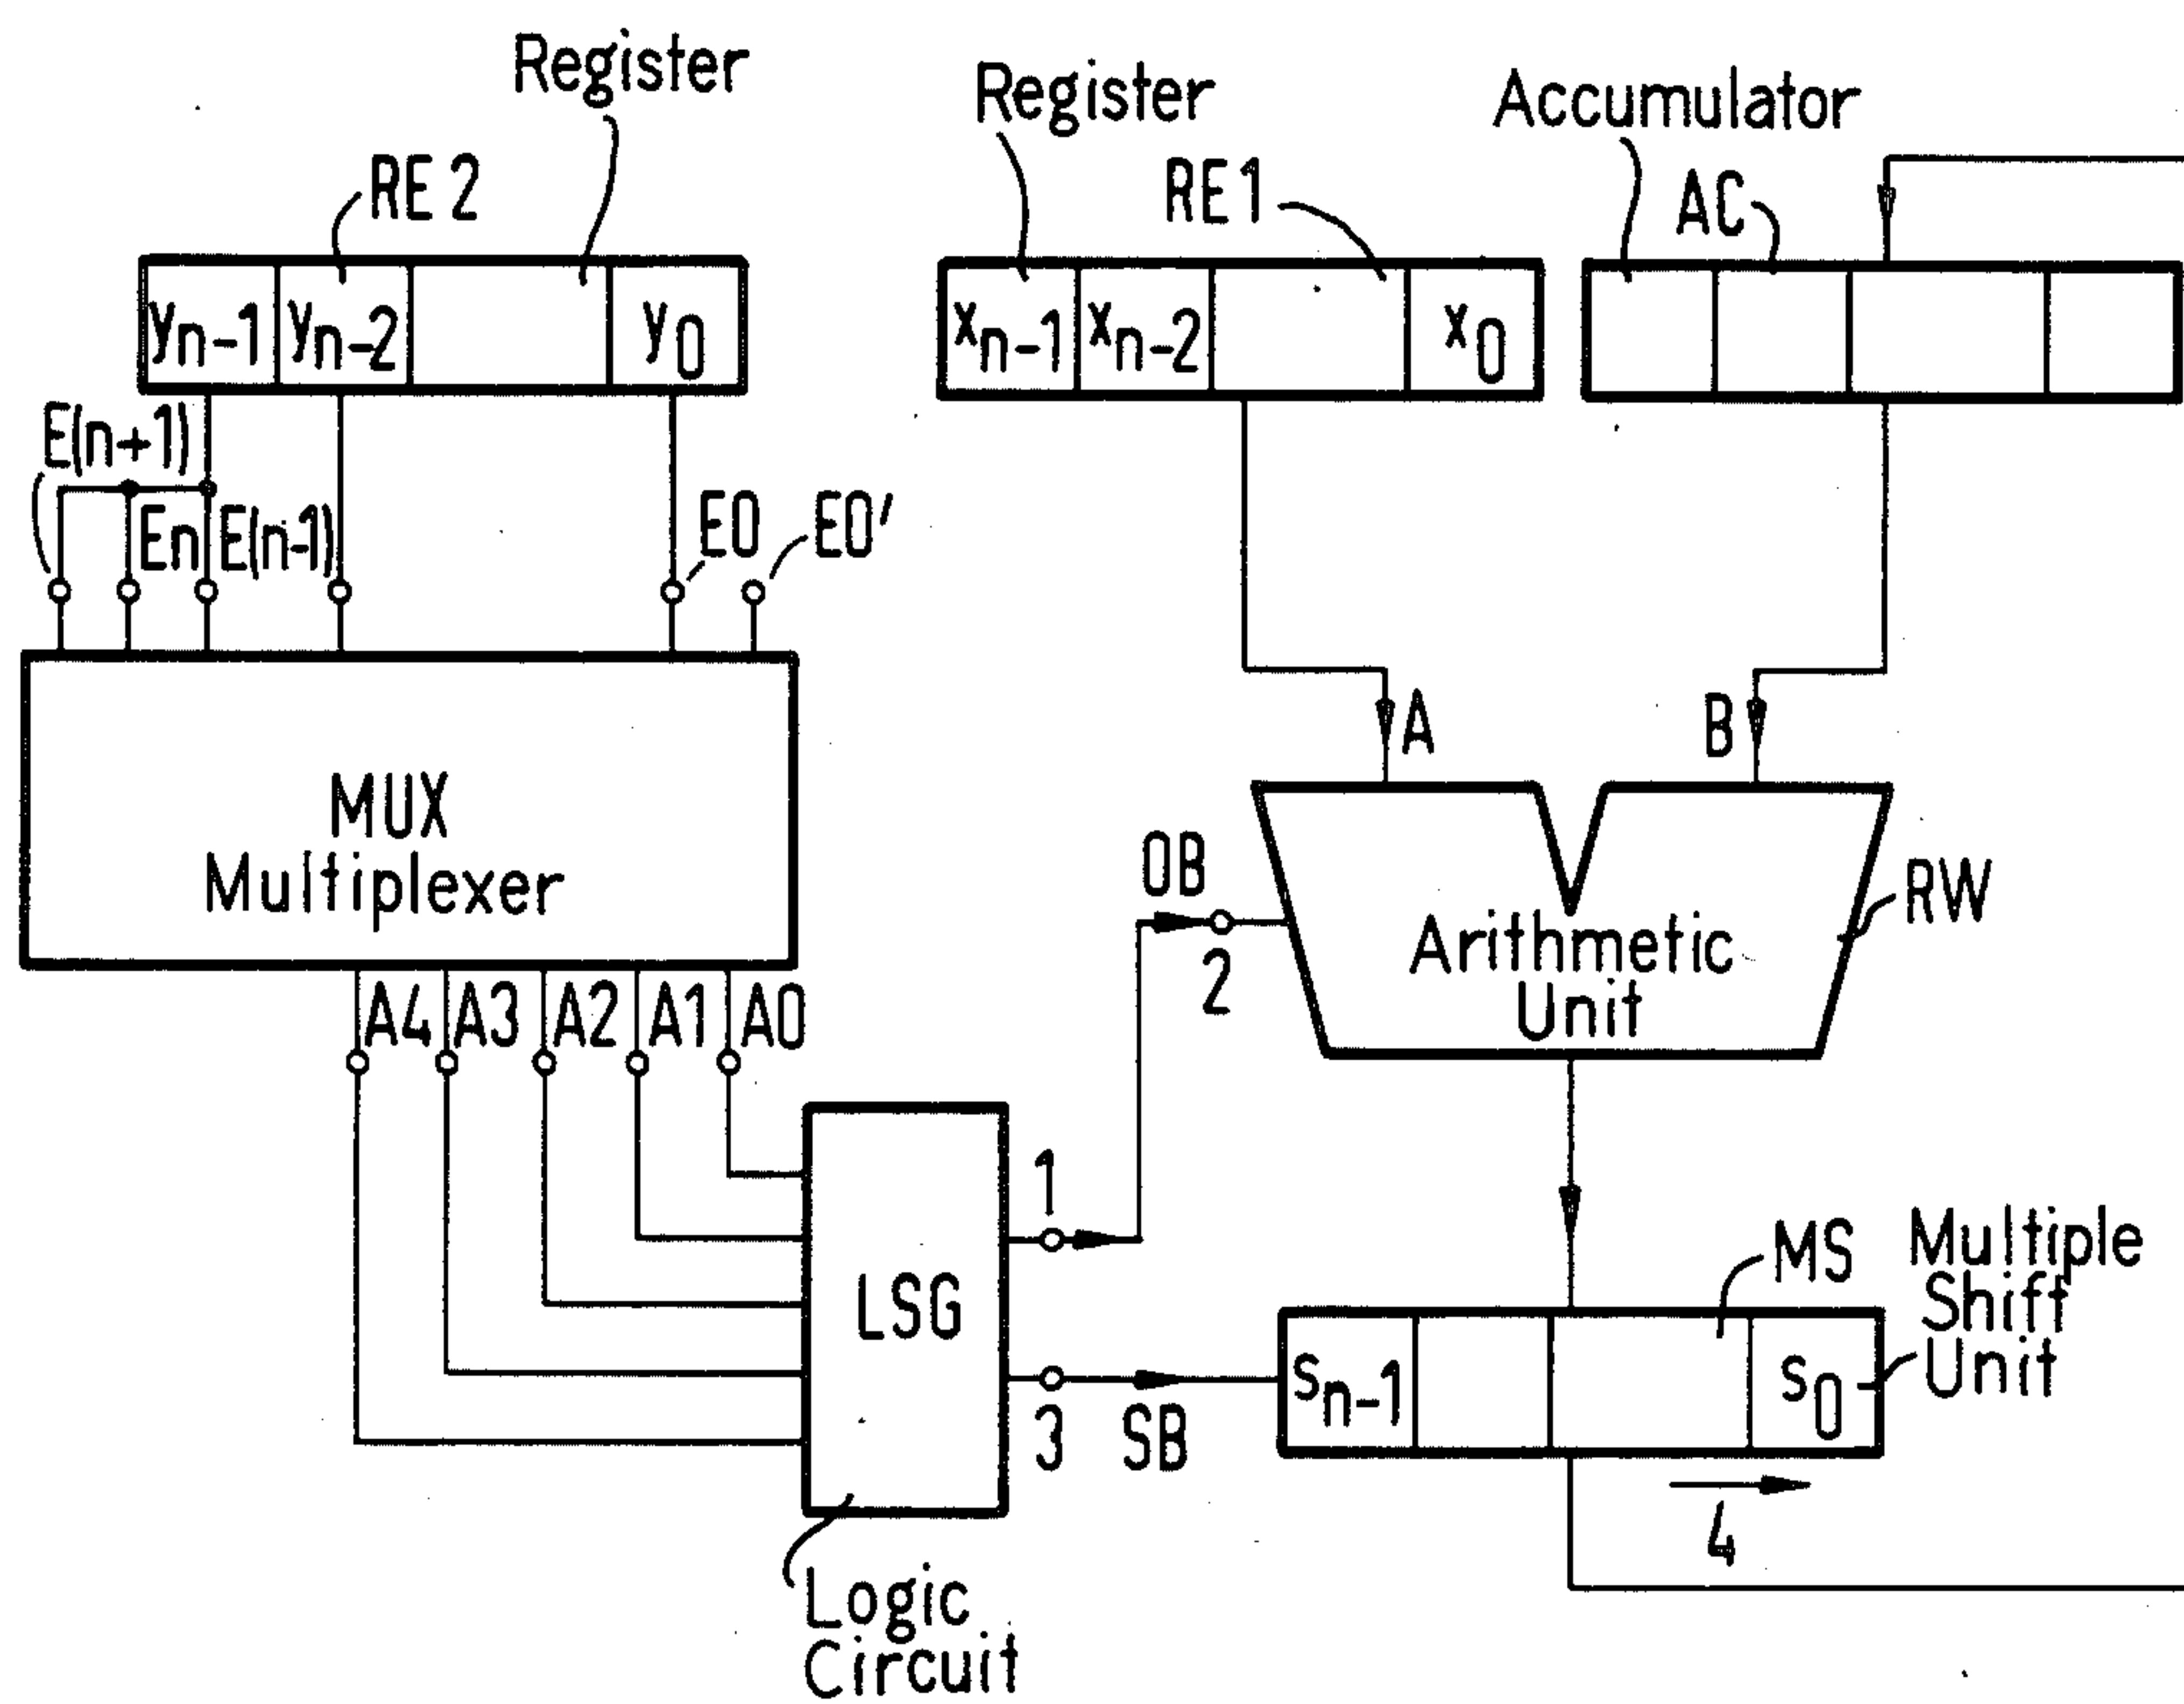 Register
Register
Accumulator
RE 2
RE 1
AC
yn-1 yn-2 y0
xn-1 xn-2 x0
E(n+1)
En E(n-1)
E0
E0'
A
B
MUX
Multiplexer
OB
2
RW
Arithmetic
Unit
A4 A3 A2 A1 A0
1
LSG
3
SB
MS
Multiple
Shift
Unit
sn-1 s0
4
Logic
Circuit